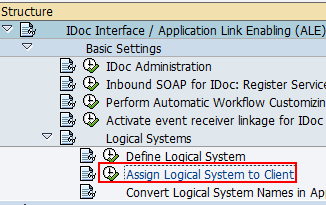 Structure
IDoc Interface / Application Link Enabling (ALE)
Basic Settings
IDoc Administration
Inbound SOAP for IDoc: Register Service
Perform Automatic Workflow Customizin
Activate event receiver linkage for IDoc
Logical Systems
Define Logical System
Assign Logical System to Client
Convert Logical System Names in Ap